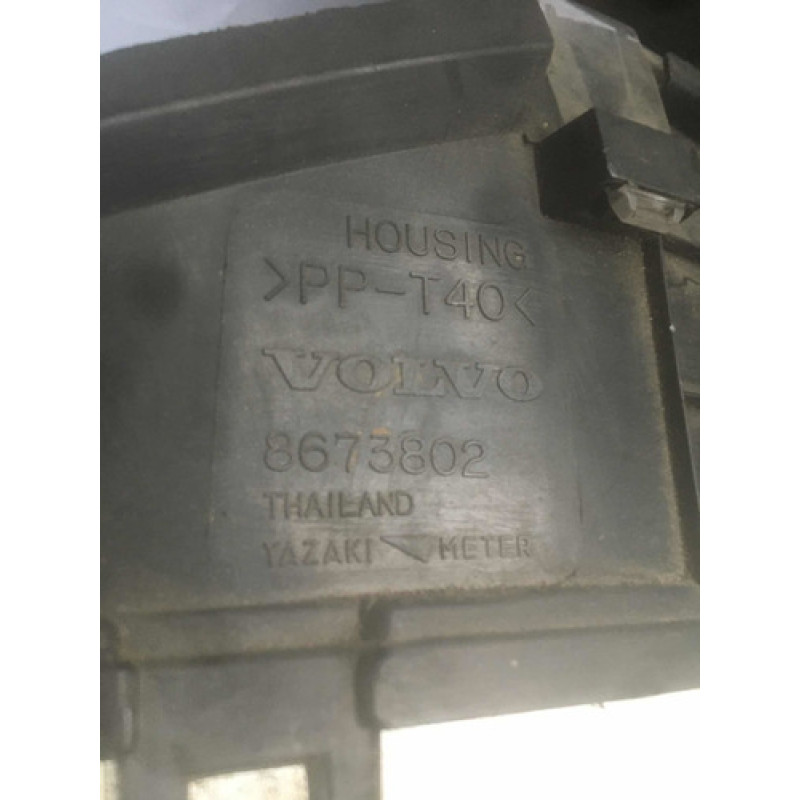 HOUSING
>PP-T40<
VOLVO
8673802
THAILAND
YAZAKI METER